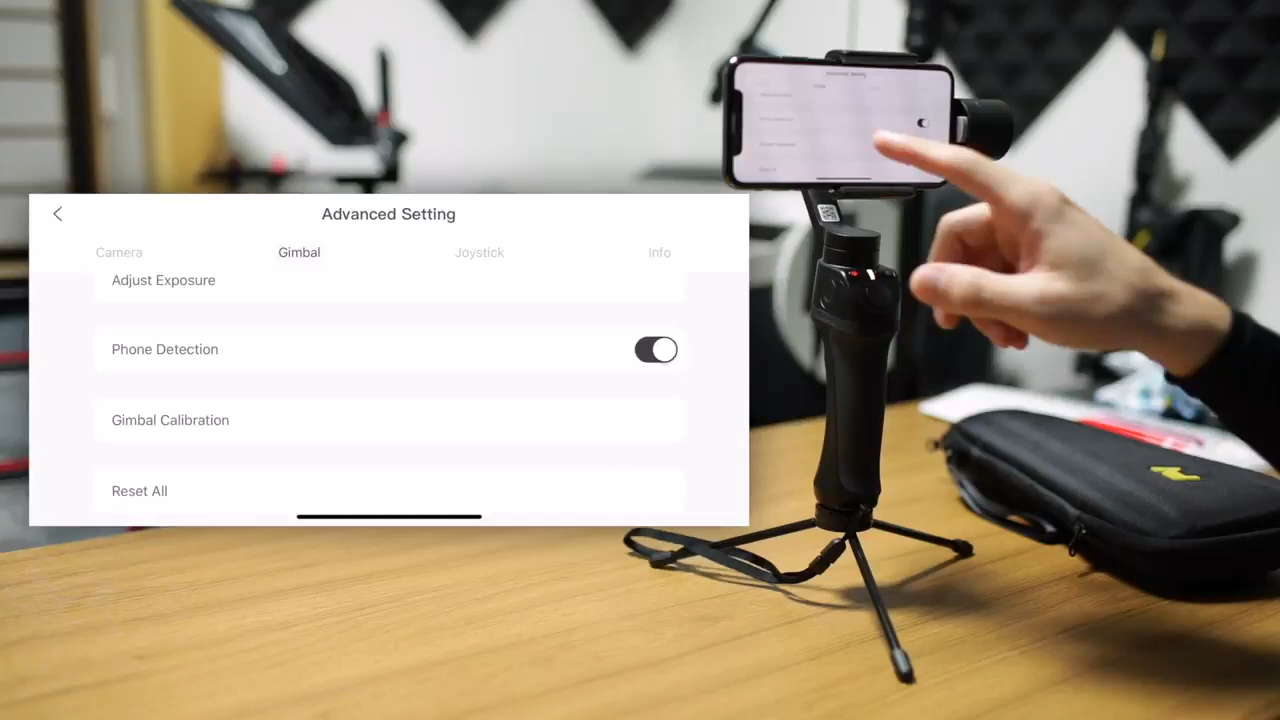 Advanced Setting
Camera
Gimbal
Joystick
Info
Adjust Exposure
Phone Detection
Gimbal Calibration
Reset All